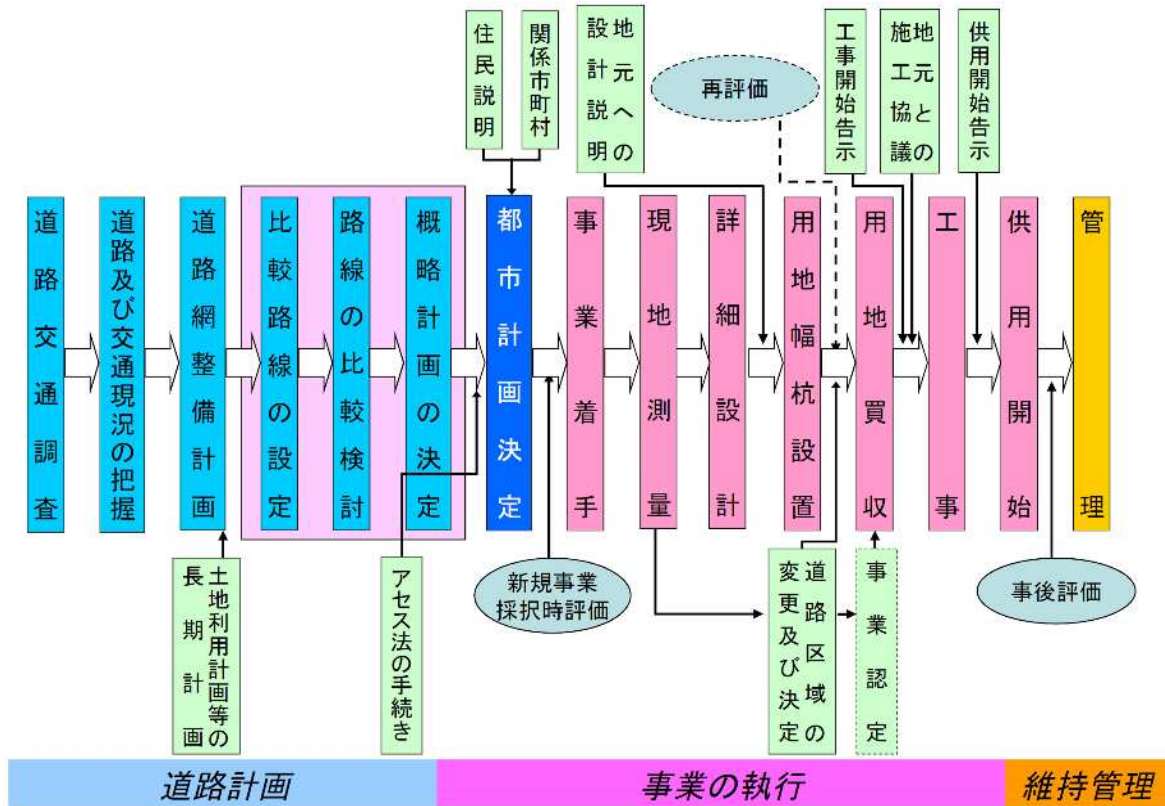 住民説明
関係市町村
地元への
設計説明
再評価
工事開始告示
地元との
施工協議
供用開始告示
道路交通調査
道路及び交通現況の把握
道路網整備計画
比較路線の設定
路線の比較検討
概略計画の決定
都市計画決定
事業着手
現地測量
詳細設計
用地幅杭設置
用地買収
工事
供用開始
管理
土地利用計画等の
長期計画
アセス法の手続き
新規事業
採択時評価
道路区域の
変更及び決定
事業認定
事後評価
道路計画
事業の執行
維持管理